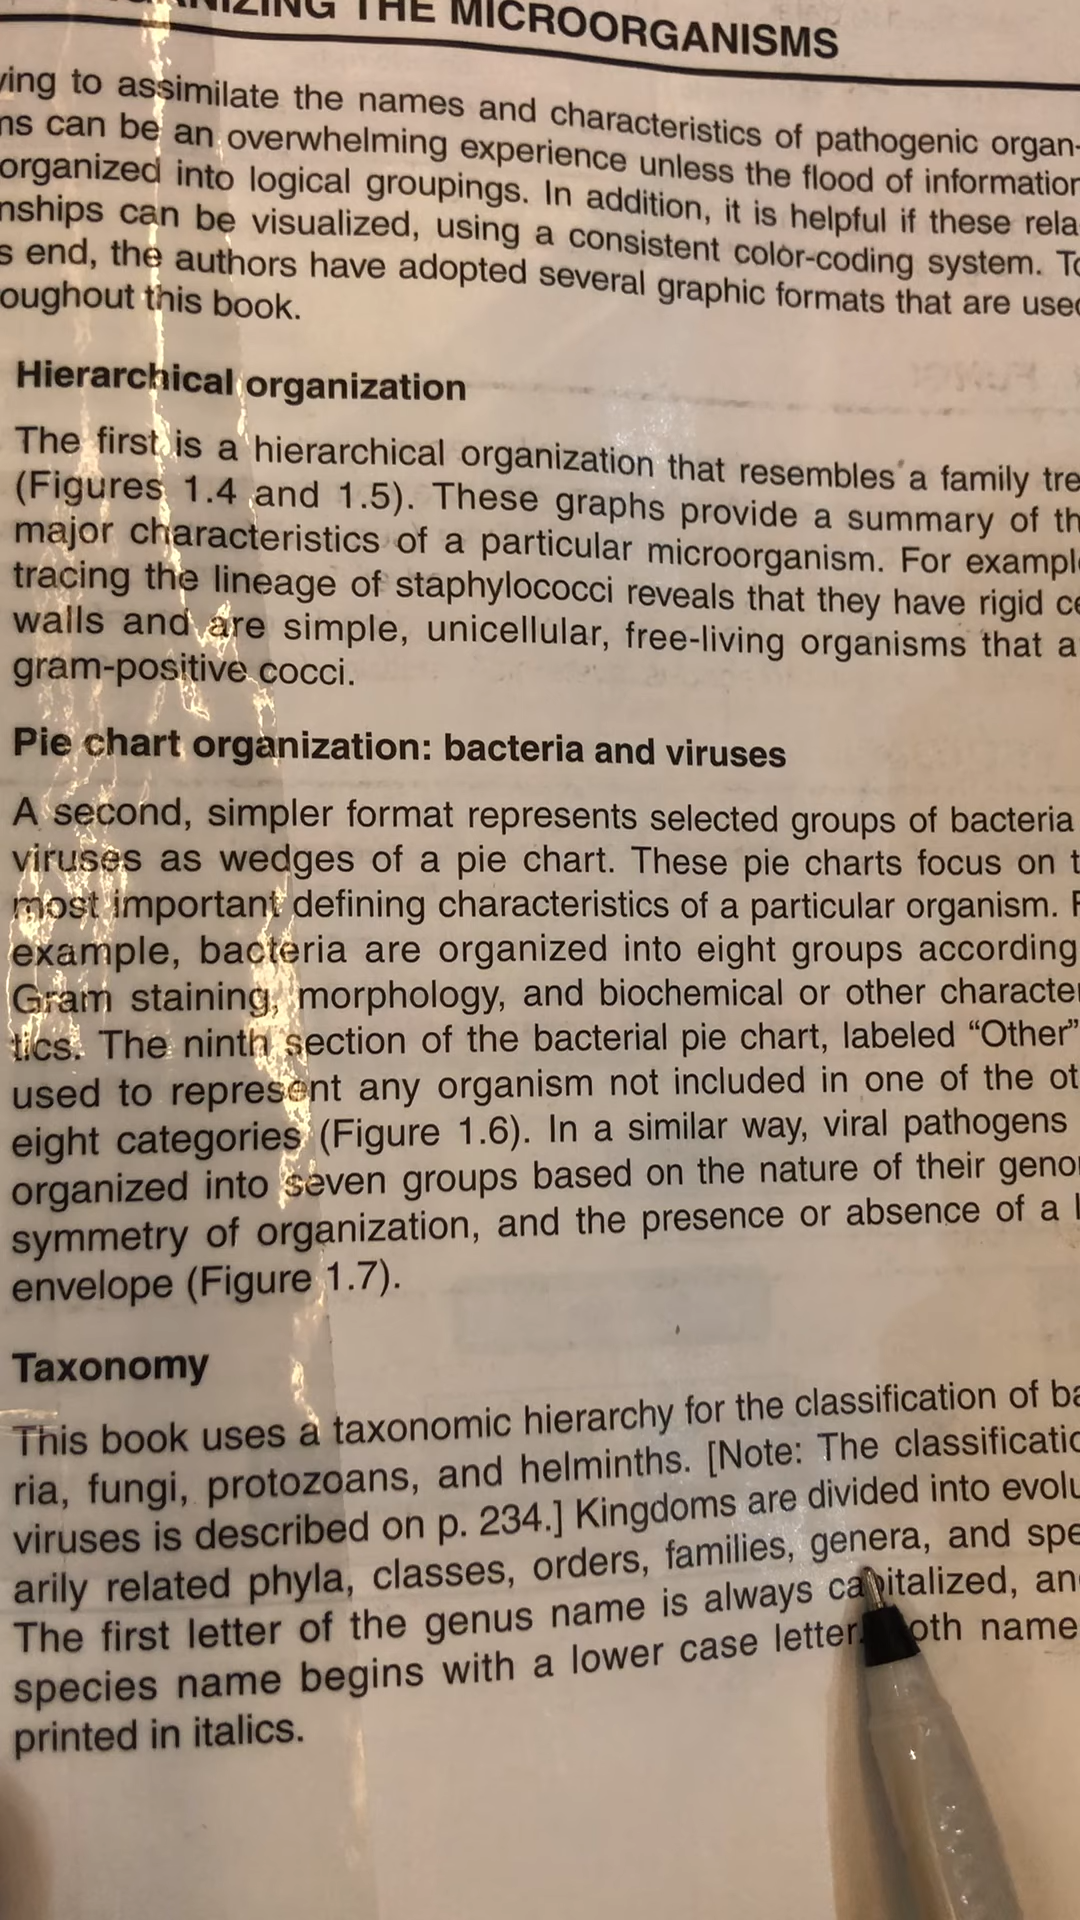 THE MICROORGANISMS
to assimilate the names and characteristics of pathogenic organ-
can be an overwhelming experience unless the flood of information
organized into logical groupings. In addition, it is helpful if these rela
can be visualized, using a consistent color-coding system. To
end, the authors have adopted several graphic formats that are used
this book.
Hierarchical organization
The first is a hierarchical organization that resembles a family tre
(Figures 1.4 and 1.5). These graphs provide a summary of th
major characteristics of a particular microorganism. For example
tracing the lineage of staphylococci reveals that they have rigid ce
walls and are simple, unicellular, free-living organisms that a
gram-positive cocci.
Pie chart organization: bacteria and viruses
A second, simpler format represents selected groups of bacteria
viruses as wedges of a pie chart. These pie charts focus on t
most important defining characteristics of a particular organism. F
example, bacteria are organized into eight groups according
Gram staining, morphology, and biochemical or other character
tics. The ninth section of the bacterial pie chart, labeled “Other”
used to represent any organism not included in one of the ot
eight categories (Figure 1.6). In a similar way, viral pathogens
organized into seven groups based on the nature of their geno
symmetry of organization, and the presence or absence of a l
envelope (Figure 1.7).
Taxonomy
This book uses a taxonomic hierarchy for the classification of ba
ria, fungi, protozoans, and helminths. [Note: The classificatio
viruses is described on p. 234.] Kingdoms are divided into evolu
arily related phyla, classes, orders, families, genera, and spe
The first letter of the genus name is always capitalized, an
species name begins with a lower case letter. oth name
printed in italics.